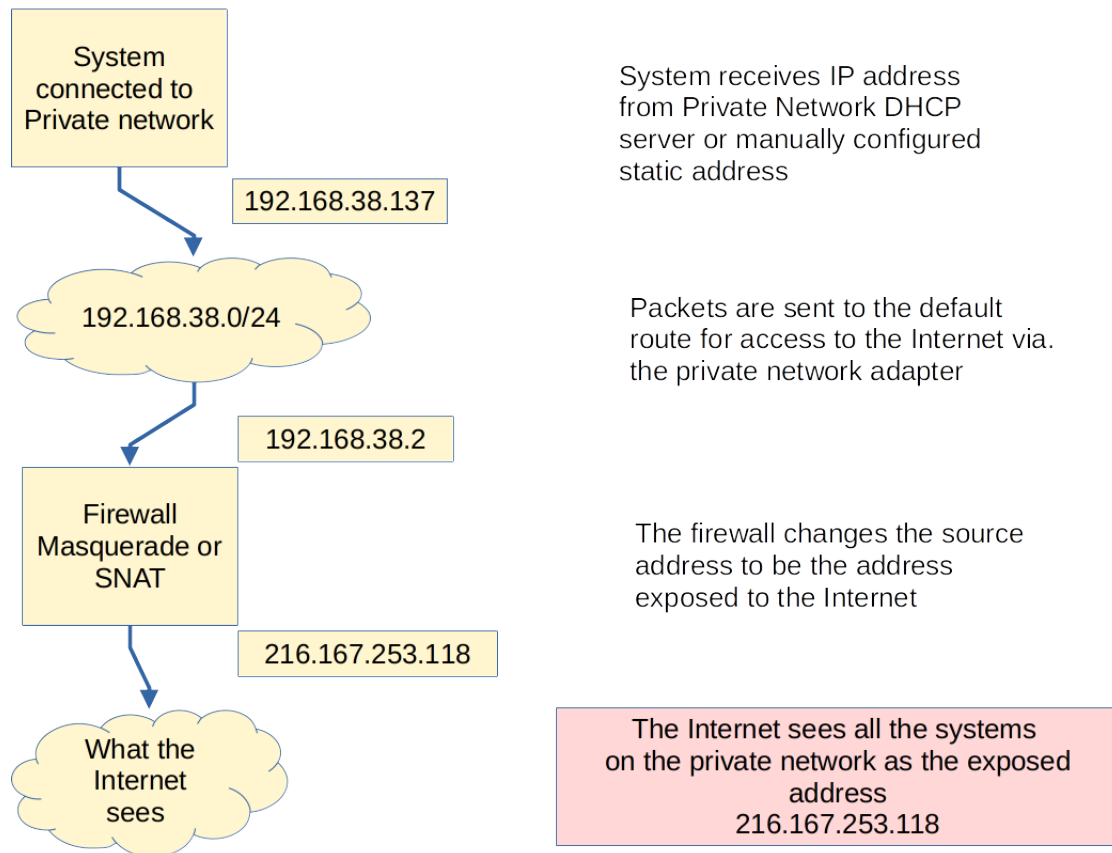 System
connected to
Private network
System receives IP address
from Private Network DHCP
server or manually configured
static address
192.168.38.137
192.168.38.0/24
Packets are sent to the default
route for access to the Internet via.
the private network adapter
192.168.38.2
Firewall
Masquerade or
SNAT
The firewall changes the source
address to be the address
exposed to the Internet
216.167.253.118
What the
Internet
sees
The Internet sees all the systems
on the private network as the exposed
address
216.167.253.118